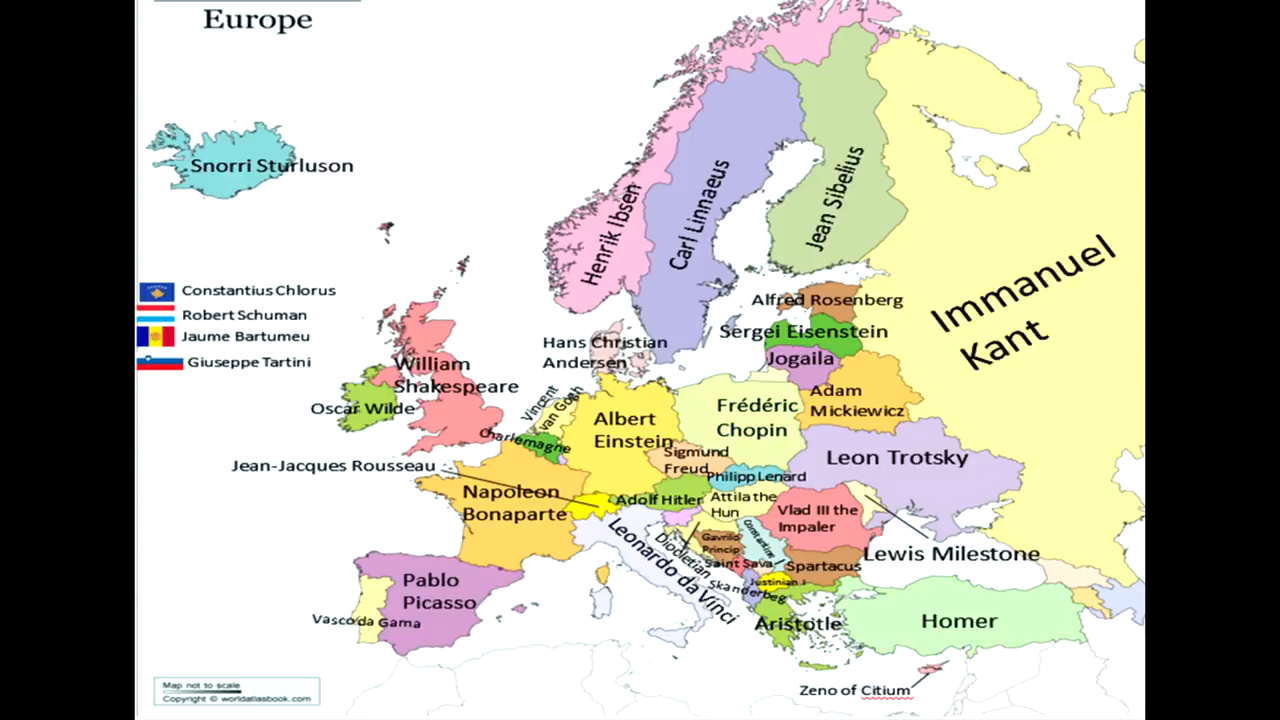 Europe
Snorri Sturluson
Henrik Ibsen
Carl Linnaeus
Jean Sibelius
Immanuel
Kant
Constantius Chlorus
Robert Schuman
Jaume Bartumeu
Giuseppe Tartini
Alfred Rosenberg
Sergei Eisenstein
Jogaila
Hans Christian
Andersen
William
Shakespeare
Oscar Wilde
Vincent
van Gogh
Charlemagne
Albert
Einstein
Frédéric
Chopin
Adam
Mickiewicz
Leon Trotsky
Sigmund
Freud
Philipp Lenard
Jean-Jacques Rousseau
Napoleon
Bonaparte
Adolf Hitler
Attila the
Hun
Vlad III the
Impaler
Lewis Milestone
Leonardo da Vinci
Diocletian
Gavrilo
Princip
Constantine I
Saint Sava
Spartacus
Justinian I
Skanderbeg
Aristotle
Homer
Pablo
Picasso
Vasco da Gama
Zeno of Citium
Map not to scale
Copyright © worldatlasbook.com